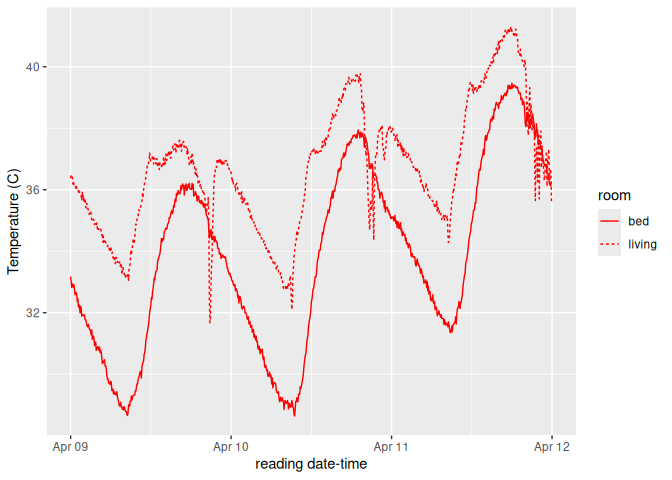 40
36
32
Temperature (C)
Apr 09
Apr 10
Apr 11
Apr 12
reading date-time
room
bed
living